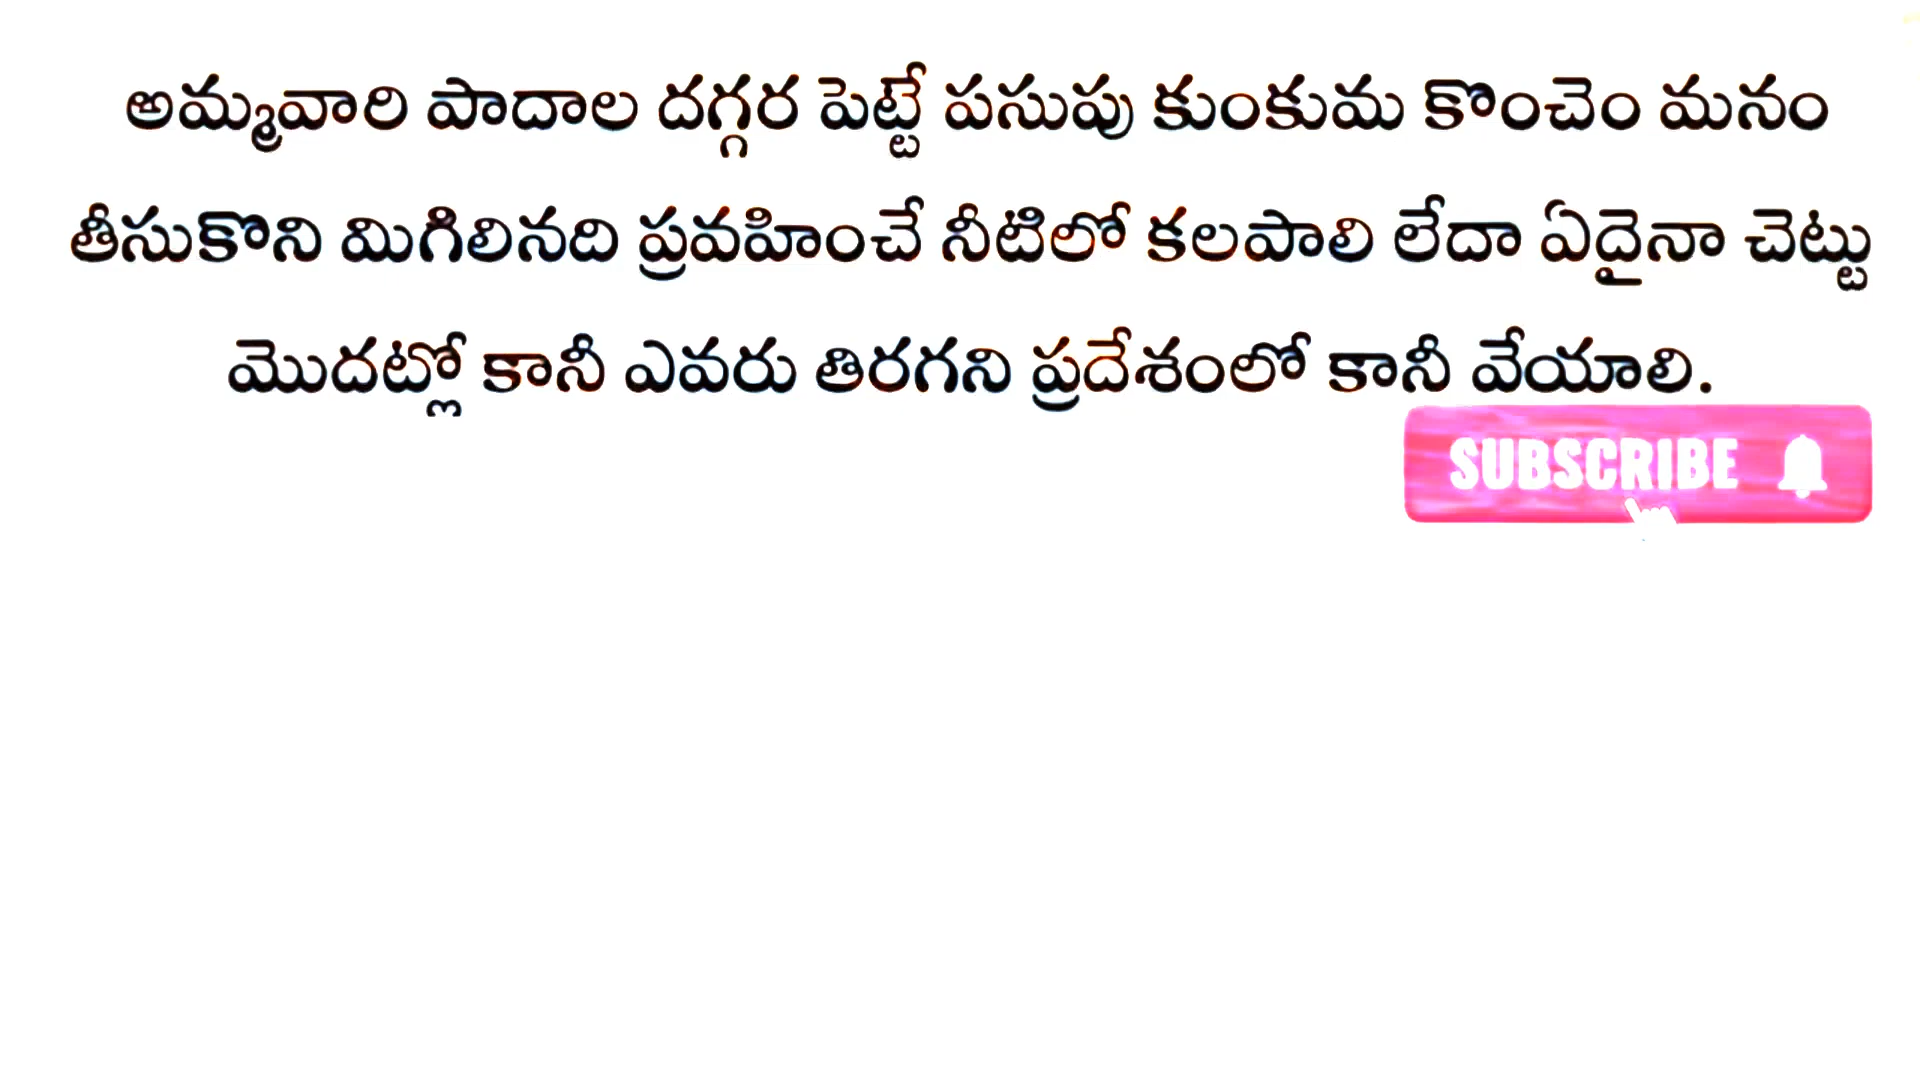 అమ్మవారి పాదాల దగ్గర పెట్టే పసుపు కుంకుమ కొంచెం మనం
తీసుకొని మిగిలినది ప్రవహించే నీటిలో కలపాలి లేదా ఏదైనా చెట్టు
మొదట్లో కానీ ఎవరు తిరగని ప్రదేశంలో కానీ వేయాలి.
SUBSCRIBE